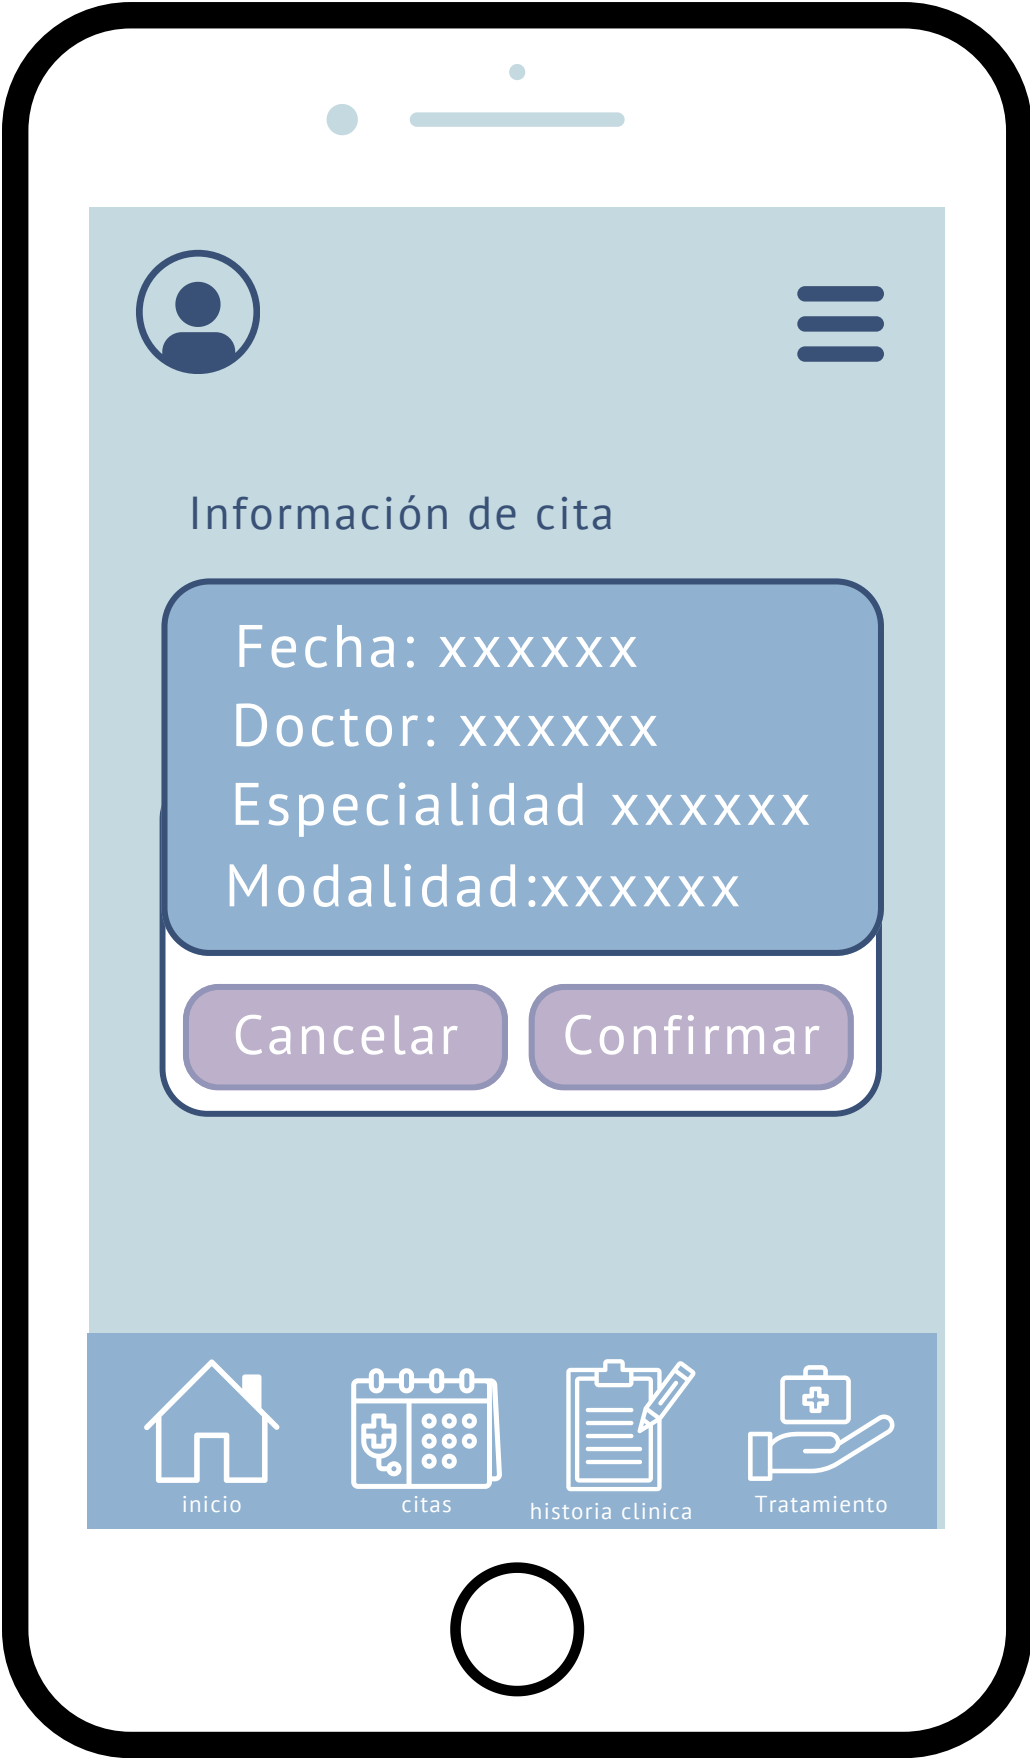 Información de cita
Fecha: xxxxxx
Doctor: xxxxxx
Especialidad xxxxxx
Modalidad:xxxxxx
Cancelar Confirmar
inicio citas historia clinica Tratamiento